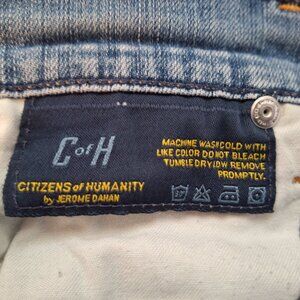 C of H
CITIZENS of HUMANITY
by JEROME DAHAN
MACHINE WASH COLD WITH
LIKE COLOR DO NOT BLEACH
TUMBLE DRY LOW REMOVE
PROMPTLY.